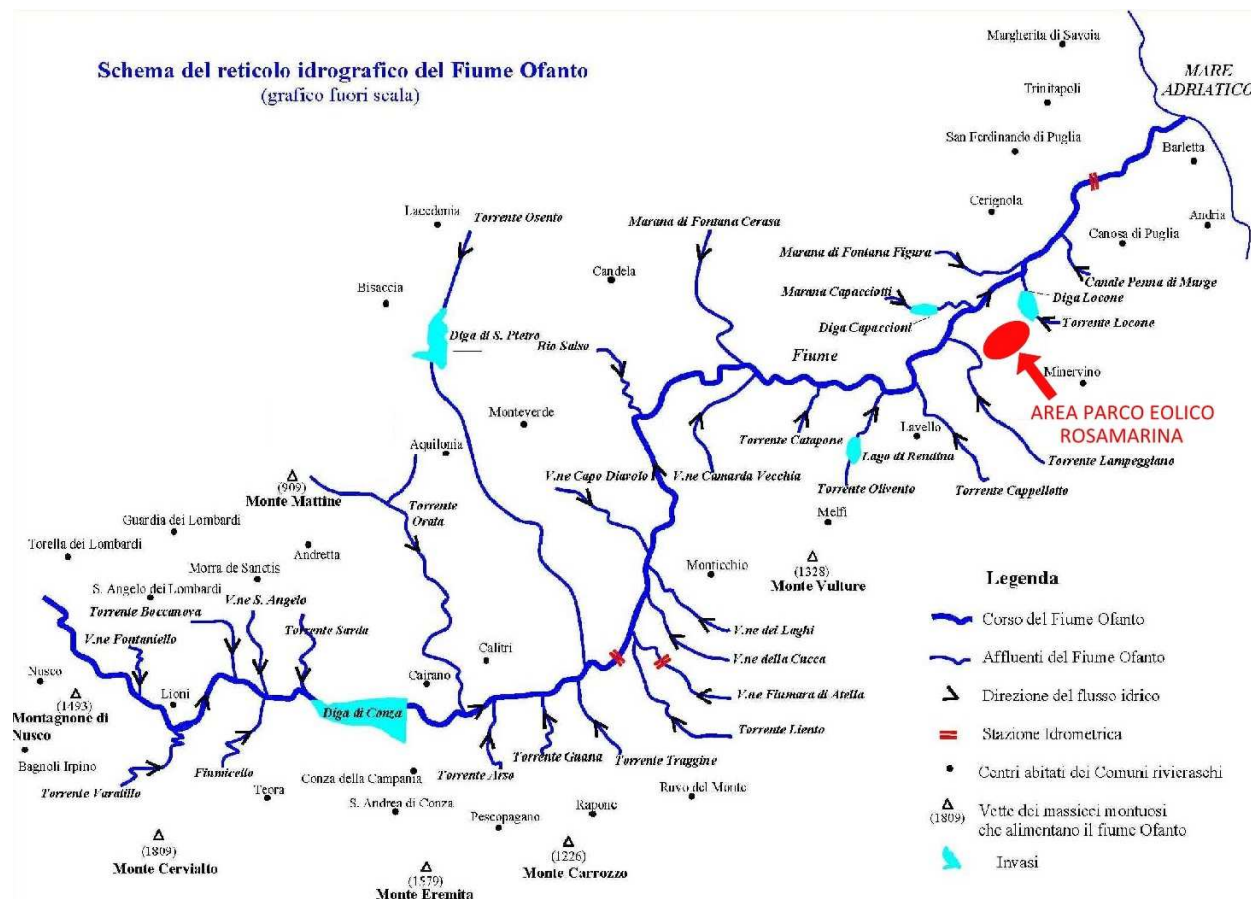 Schema del reticolo idrografico del Fiume Ofanto
(grafico fuori scala)
Margherita di Savoia
MARE
ADRIATICO
Trinitapoli
San Ferdinando di Puglia
Barletta
Cerignola
Andria
Canosa di Puglia
Lacedonia
Torrente Osento
Marana di Fontana Cerasa
Marana di Fontana Figura
Canale Penna di Murge
Candela
Bisaccia
Marana Capacciotti
Diga Locone
Diga Capaccioni
Torrente Locone
Diga di S. Pietro
Rio Salso
Fiume
Minervino
AREA PARCO EOLICO
ROSAMARINA
Monteverde
Aquilonia
Torrente Catapone
Lavello
Lago di Rendina
Torrente Lampeggiano
V.ne Capo Diavolo
V.ne Camarda Vecchia
Torrente Olivento
Torrente Cappellotto
(909)
Monte Mattine
Torrente
Orata
Melfi
Guardia dei Lombardi
Torella dei Lombardi
Andretta
Morra de Sanctis
Monticchio
(1328)
Monte Vulture
S. Angelo dei Lombardi
V.ne S. Angelo
Torrente Boccanova
Torrente Sarda
V.ne Fontaniello
V.ne dei Laghi
V.ne della Cucca
Calitri
Nusco
Lioni
Cairano
(1493)
Montagnone di
Nusco
Diga di Conza
V.ne Fiumara di Atella
Torrente Liento
Bagnoli Irpino
Fiumicello
Torrente Varatillo
Teora
Conza della Campania
Torrente Arso
Torrente Guana
Torrente Traggine
S. Andrea di Conza
Pescopagano
Rapone
Ruvo del Monte
(1809)
Monte Cervialto
(1579)
Monte Eremita
(1226)
Monte Carrozzo
Legenda
Corso del Fiume Ofanto
Affluenti del Fiume Ofanto
Direzione del flusso idrico
Stazione Idrometrica
Centri abitati dei Comuni rivieraschi
(1809)
Vette dei massicci montuosi
che alimentano il fiume Ofanto
Invasi